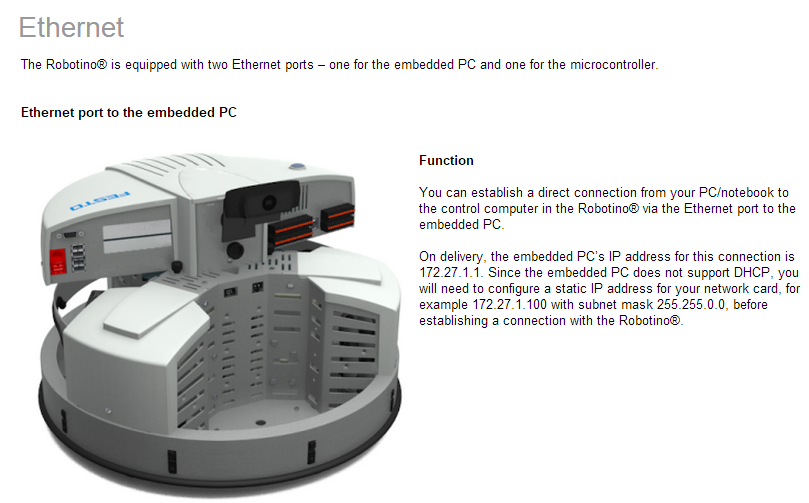 Ethernet
The Robotino® is equipped with two Ethernet ports – one for the embedded PC and one for the microcontroller.
Ethernet port to the embedded PC
Function
You can establish a direct connection from your PC/notebook to
the control computer in the Robotino® via the Ethernet port to the
embedded PC.
On delivery, the embedded PC's IP address for this connection is
172.27.1.1. Since the embedded PC does not support DHCP, you
will need to configure a static IP address for your network card, for
example 172.27.1.100 with subnet mask 255.255.0.0, before
establishing a connection with the Robotino®.
FESTO